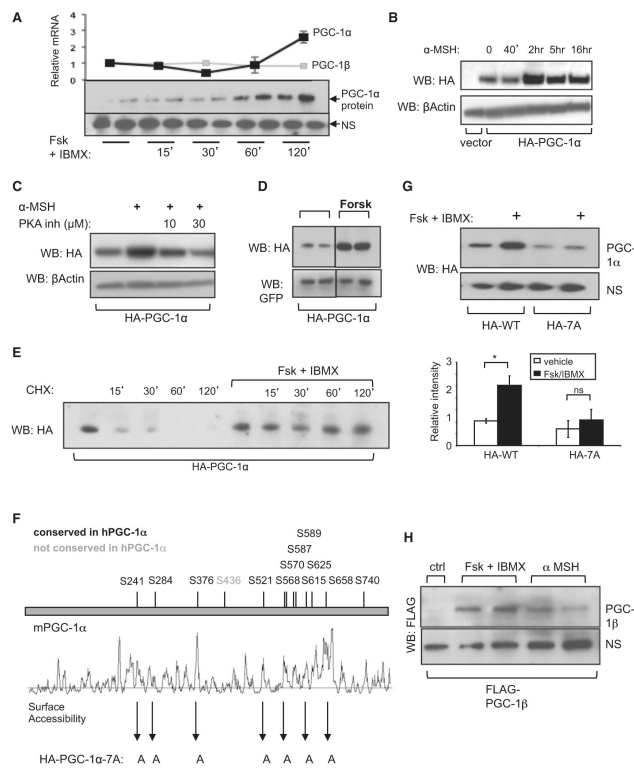 A
Relative mRNA
4
3
2
1
0
PGC-1α
PGC-1β
PGC-1α
protein
NS
Fsk
+ IBMX:
15′ 30′ 60′ 120′
B
α-MSH: 0 40′ 2hr 5hr 16hr
WB: HA
WB: βActin
vector HA-PGC-1α
C
α-MSH + + +
PKA inh (µM): 10 30
WB: HA
WB: βActin
HA-PGC-1α
D
Forsk
WB: HA
WB:
GFP
HA-PGC-1α
G
Fsk + IBMX: + +
WB: HA
PGC-
1α
NS
HA-WT HA-7A
Relative intensity
3
2
1
0
vehicle
Fsk/IBMX
*
ns
HA-WT HA-7A
E
Fsk + IBMX
CHX: 15′ 30′ 60′ 120′ 15′ 30′ 60′ 120′
WB: HA
HA-PGC-1α
F
conserved in hPGC-1α
not conserved in hPGC-1α
S589
S587
S570 S625
S241 S284 S376 S436 S521 S568 S615 S658 S740
mPGC-1α
Surface
Accessibility
HA-PGC-1α-7A: A A A A A A A
H
ctrl Fsk + IBMX α MSH
WB: FLAG
PGC-
1β
NS
FLAG-
PGC-1β